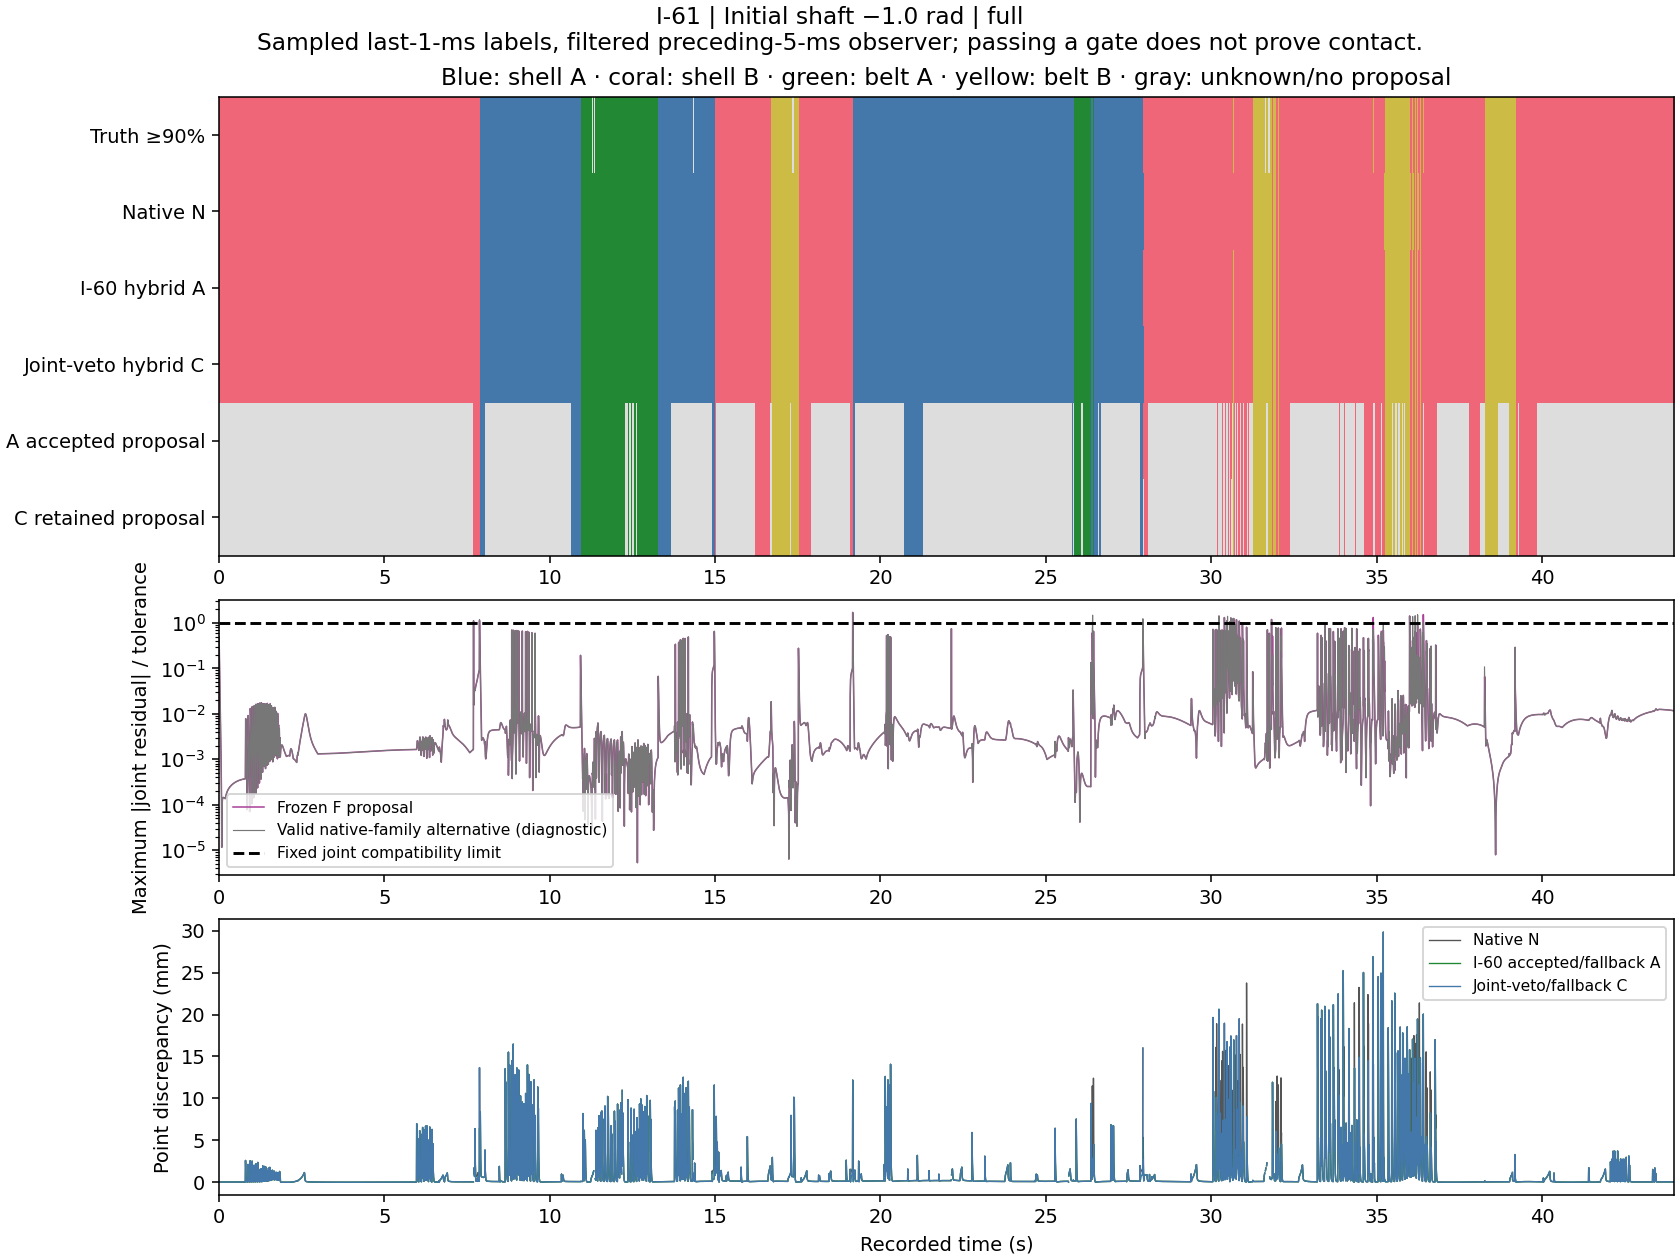 I-61 | Initial shaft −1.0 rad | full
Sampled last-1-ms labels, filtered preceding-5-ms observer; passing a gate does not prove contact.
Blue: shell A · coral: shell B · green: belt A · yellow: belt B · gray: unknown/no proposal
Truth ≥90%
Native N
I-60 hybrid A
Joint-veto hybrid C
A accepted proposal
C retained proposal
0 5 10 15 20 25 30 35 40
Maximum |joint residual| / tolerance
10⁰
10⁻¹
10⁻²
10⁻³
10⁻⁴
10⁻⁵
Frozen F proposal
Valid native-family alternative (diagnostic)
Fixed joint compatibility limit
0 5 10 15 20 25 30 35 40
Point discrepancy (mm)
30
25
20
15
10
5
0
Native N
I-60 accepted/fallback A
Joint-veto/fallback C
0 5 10 15 20 25 30 35 40
Recorded time (s)